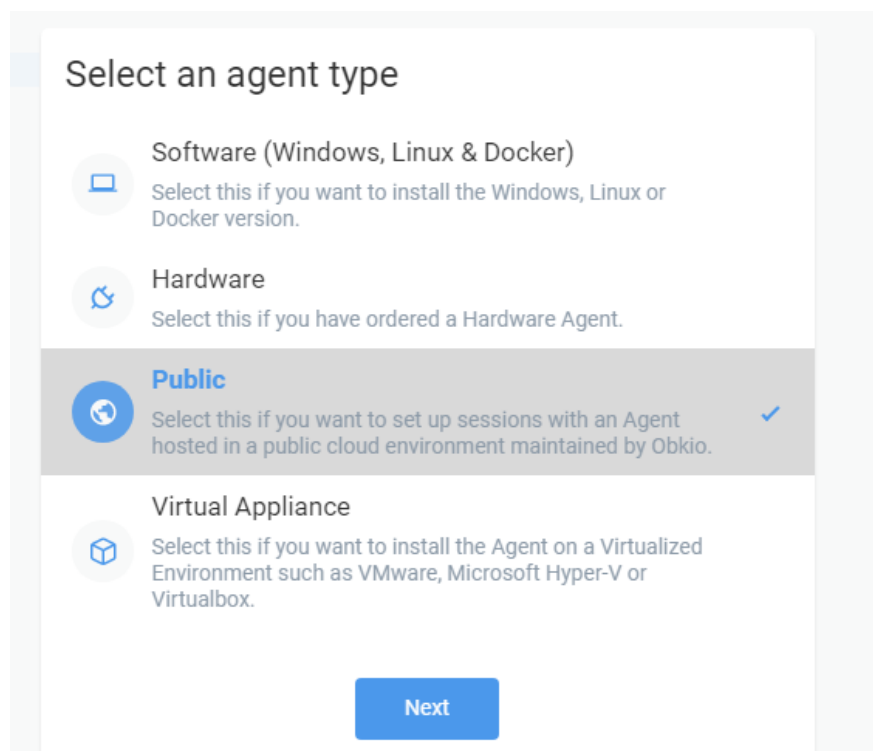 Select an agent type
Software (Windows, Linux & Docker)
Select this if you want to install the Windows, Linux or
Docker version.
Hardware
Select this if you have ordered a Hardware Agent.
Public
Select this if you want to set up sessions with an Agent
hosted in a public cloud environment maintained by Obkio.
Virtual Appliance
Select this if you want to install the Agent on a Virtualized
Environment such as VMware, Microsoft Hyper-V or
Virtualbox.
Next